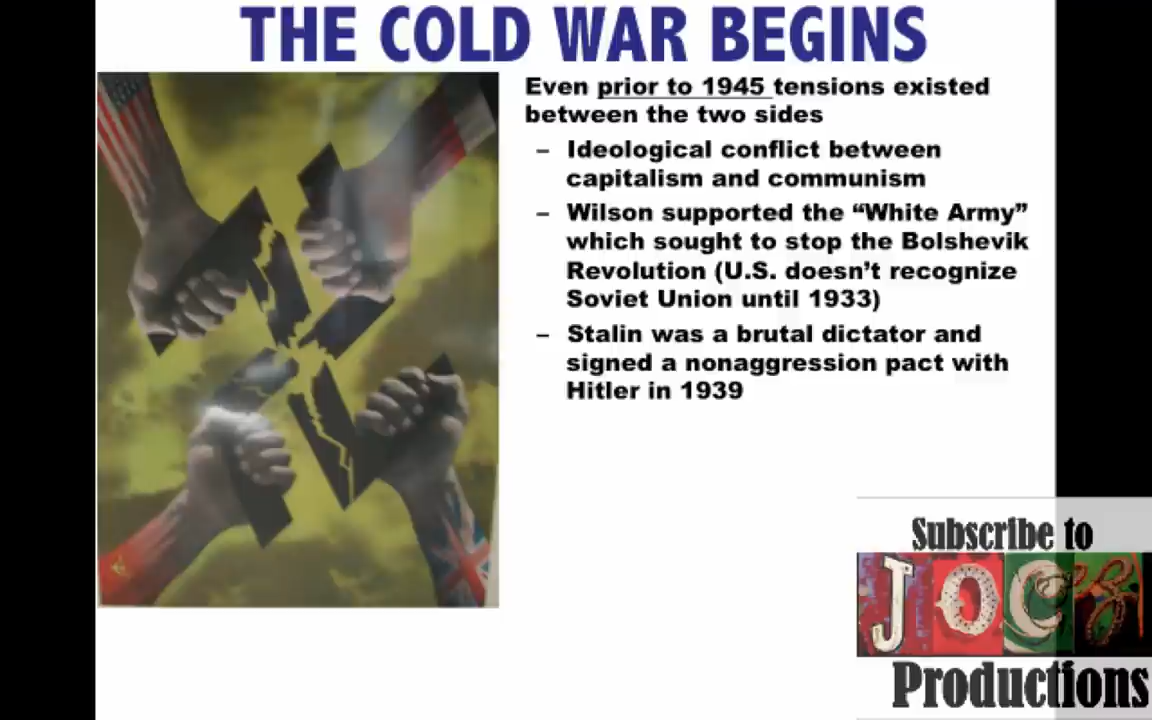 THE COLD WAR BEGINS
Even prior to 1945 tensions existed
between the two sides
– Ideological conflict between
capitalism and communism
– Wilson supported the “White Army”
which sought to stop the Bolshevik
Revolution (U.S. doesn’t recognize
Soviet Union until 1933)
– Stalin was a brutal dictator and
signed a nonaggression pact with
Hitler in 1939
Subscribe to
JOCZ
Productions